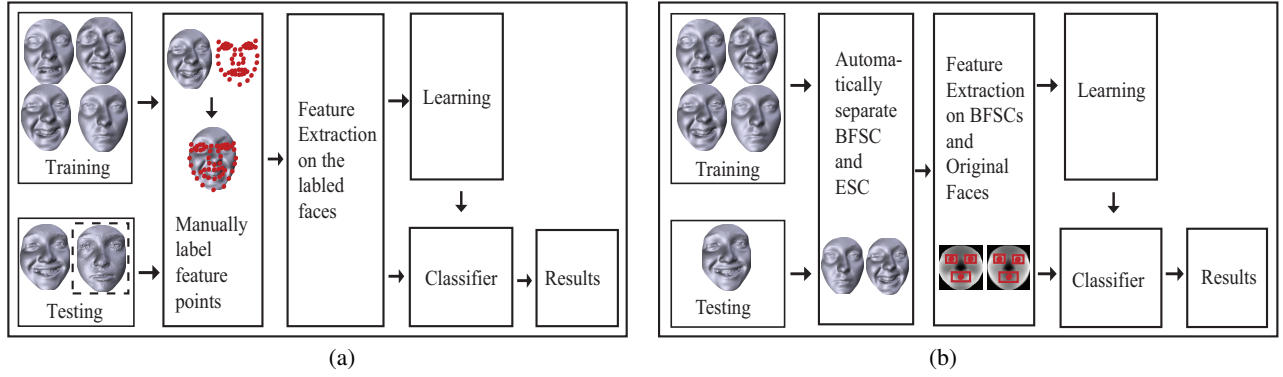 Training
Testing
Manually
label
feature
points
Feature
Extraction
on the
labled
faces
Learning
Classifier
Results
(a)
Training
Testing
Automa-
tically
separate
BFSC
and
ESC
Feature
Extraction
on BFSCs
and
Original
Faces
Learning
Classifier
Results
(b)